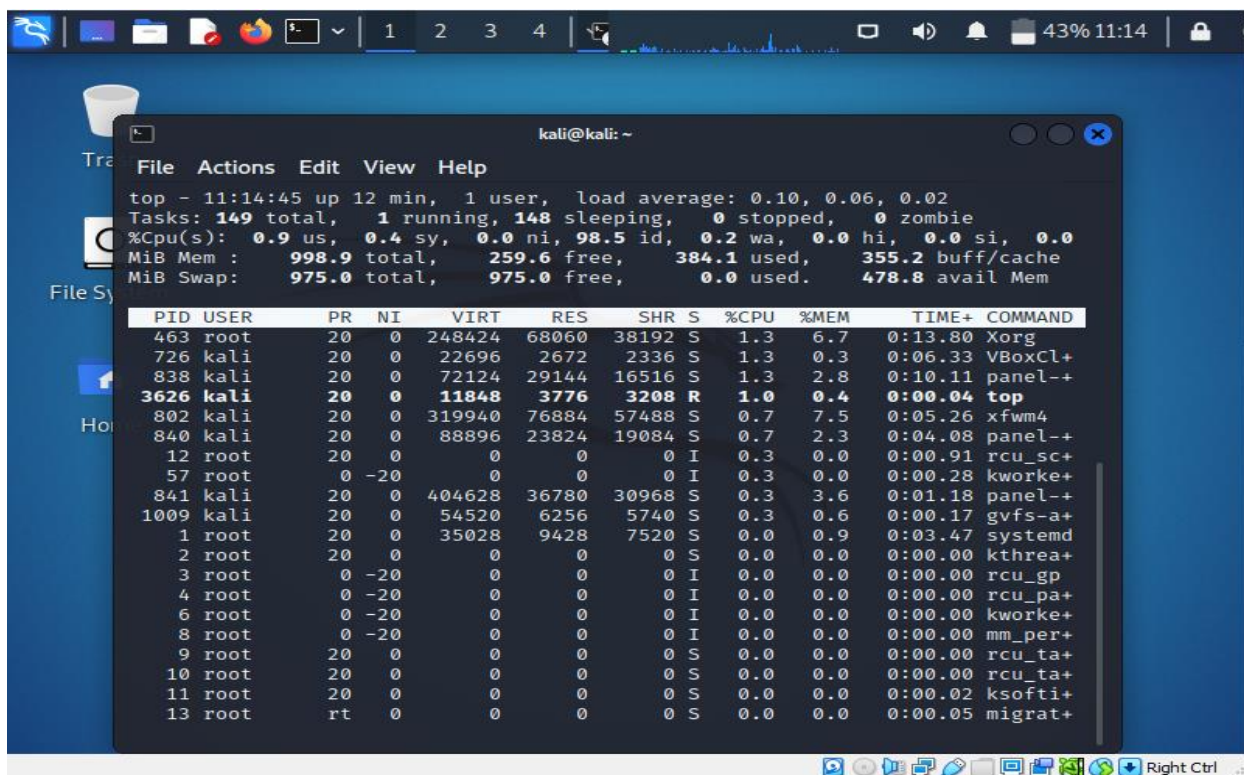 1 2 3 4 43% 11:14
kali@kali: ~
File Actions Edit View Help
top - 11:14:45 up 12 min, 1 user, load average: 0.10, 0.06, 0.02
Tasks: 149 total, 1 running, 148 sleeping, 0 stopped, 0 zombie
%Cpu(s): 0.9 us, 0.4 sy, 0.0 ni, 98.5 id, 0.2 wa, 0.0 hi, 0.0 si, 0.0
MiB Mem : 998.9 total, 259.6 free, 384.1 used, 355.2 buff/cache
MiB Swap: 975.0 total, 975.0 free, 0.0 used. 478.8 avail Mem
PID USER PR NI VIRT RES SHR S %CPU %MEM TIME+ COMMAND
463 root 20 0 248424 68060 38192 S 1.3 6.7 0:13.80 Xorg
726 kali 20 0 22696 2672 2336 S 1.3 0.3 0:06.33 VBoxCl+
838 kali 20 0 72124 29144 16516 S 1.3 2.8 0:10.11 panel-+
3626 kali 20 0 11848 3776 3208 R 1.0 0.4 0:00.04 top
802 kali 20 0 319940 76884 57488 S 0.7 7.5 0:05.26 xfwm4
840 kali 20 0 88896 23824 19084 S 0.7 2.3 0:04.08 panel-+
12 root 20 0 0 0 0 I 0.3 0.0 0:00.91 rcu_sc+
57 root 0 -20 0 0 0 I 0.3 0.0 0:00.28 kworke+
841 kali 20 0 404628 36780 30968 S 0.3 3.6 0:01.18 panel-+
1009 kali 20 0 54520 6256 5740 S 0.3 0.6 0:00.17 gvfs-a+
1 root 20 0 35028 9428 7520 S 0.0 0.9 0:03.47 systemd
2 root 20 0 0 0 0 S 0.0 0.0 0:00.00 kthrea+
3 root 0 -20 0 0 0 I 0.0 0.0 0:00.00 rcu_gp
4 root 0 -20 0 0 0 I 0.0 0.0 0:00.00 rcu_pa+
6 root 0 -20 0 0 0 I 0.0 0.0 0:00.00 kworke+
8 root 0 -20 0 0 0 I 0.0 0.0 0:00.00 mm_per+
9 root 20 0 0 0 0 S 0.0 0.0 0:00.00 rcu_ta+
10 root 20 0 0 0 0 S 0.0 0.0 0:00.00 rcu_ta+
11 root 20 0 0 0 0 S 0.0 0.0 0:00.02 ksofti+
13 root rt 0 0 0 0 S 0.0 0.0 0:00.05 migrat+
File Sy
Right Ctrl